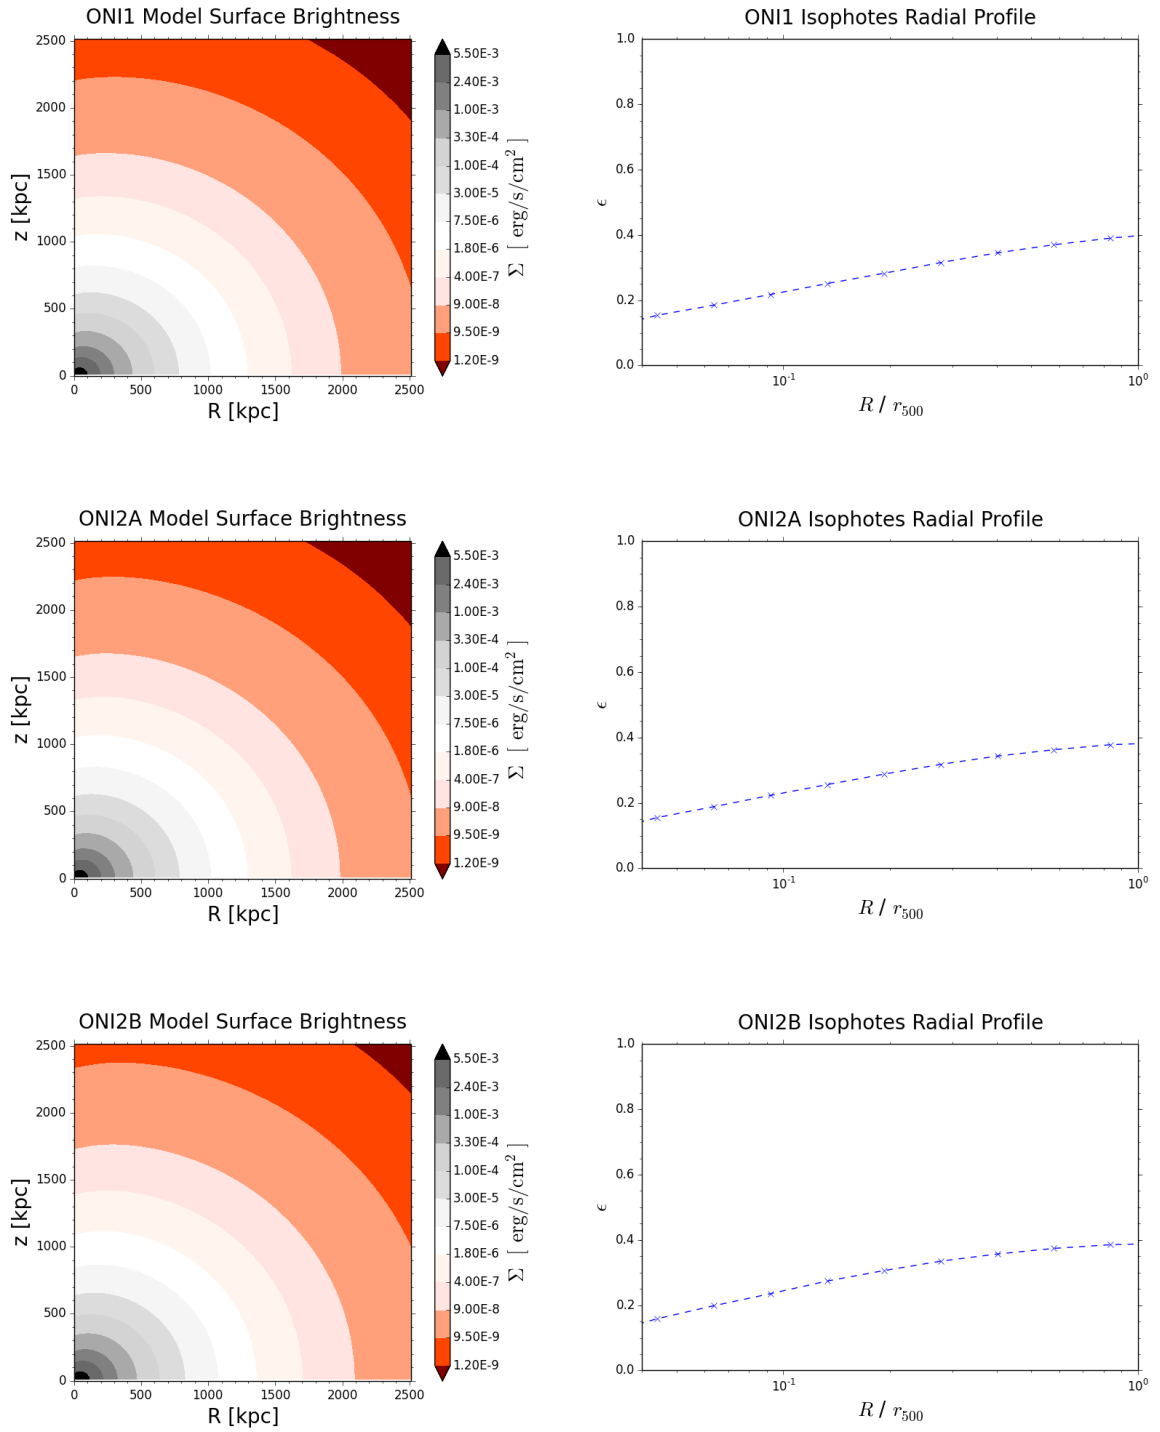 ONI1 Model Surface Brightness
2500
2000
1500
1000
500
0
0 500 1000 1500 2000 2500
z [kpc]
R [kpc]
5.50E-3
2.40E-3
1.00E-3
3.30E-4
1.00E-4
3.00E-5
7.50E-6
1.80E-6
4.00E-7
9.00E-8
9.50E-9
1.20E-9
Σ [ erg/s/cm² ]
ONI1 Isophotes Radial Profile
1.0
0.8
0.6
0.4
0.2
0.0
ϵ
10⁻¹ 10⁰
R / r₅₀₀
ONI2A Model Surface Brightness
2500
2000
1500
1000
500
0
0 500 1000 1500 2000 2500
z [kpc]
R [kpc]
5.50E-3
2.40E-3
1.00E-3
3.30E-4
1.00E-4
3.00E-5
7.50E-6
1.80E-6
4.00E-7
9.00E-8
9.50E-9
1.20E-9
Σ [ erg/s/cm² ]
ONI2A Isophotes Radial Profile
1.0
0.8
0.6
0.4
0.2
0.0
ϵ
10⁻¹ 10⁰
R / r₅₀₀
ONI2B Model Surface Brightness
2500
2000
1500
1000
500
0
0 500 1000 1500 2000 2500
z [kpc]
R [kpc]
5.50E-3
2.40E-3
1.00E-3
3.30E-4
1.00E-4
3.00E-5
7.50E-6
1.80E-6
4.00E-7
9.00E-8
9.50E-9
1.20E-9
Σ [ erg/s/cm² ]
ONI2B Isophotes Radial Profile
1.0
0.8
0.6
0.4
0.2
0.0
ϵ
10⁻¹ 10⁰
R / r₅₀₀